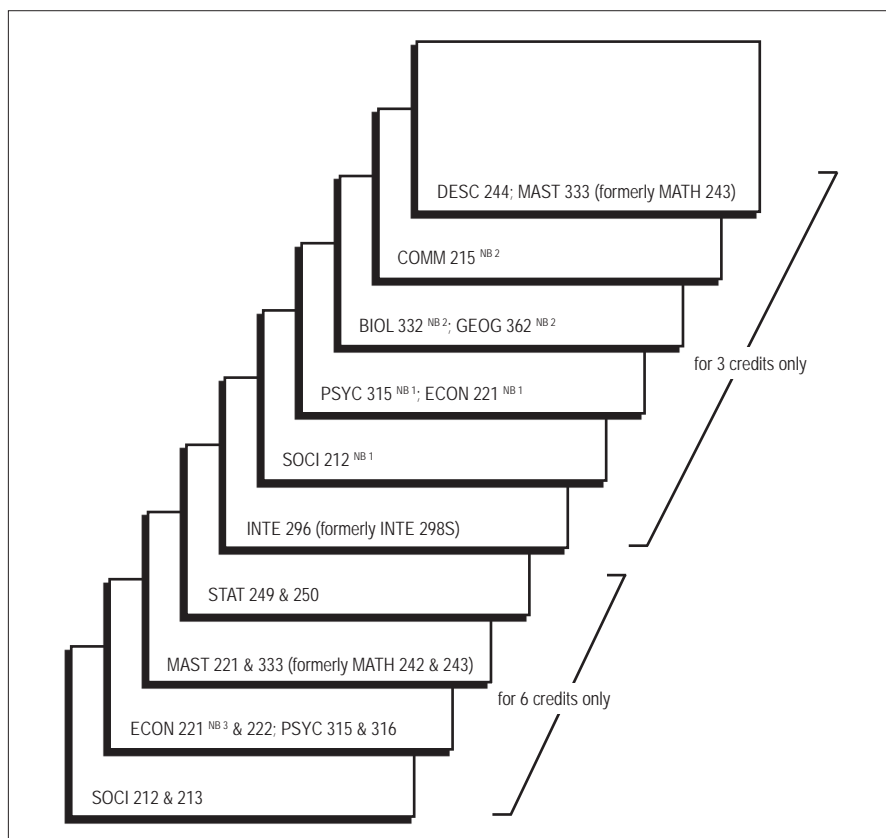 DESC 244; MAST 333 (formerly MATH 243)
COMM 215 NB 2
BIOL 332 NB 2; GEOG 362 NB 2
for 3 credits only
PSYC 315 NB 1; ECON 221 NB 1
SOCI 212 NB 1
INTE 296 (formerly INTE 298S)
STAT 249 & 250
MAST 221 & 333 (formerly MATH 242 & 243)
for 6 credits only
ECON 221 NB 3 & 222; PSYC 315 & 316
SOCI 212 & 213